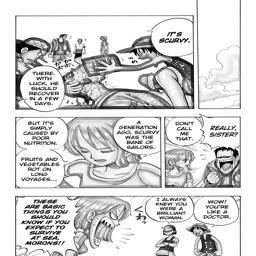 IT'S
SCURVY.
THERE.
WITH
LUCK, HE
SHOULD
RECOVER
IN A FEW
DAYS.
REALLY,
SISTER?
DON'T
CALL
ME
THAT.
A
GENERATION
AGO, SCURVY
WAS THE
BANE OF
SAILORS.
BUT IT'S
SIMPLY
CAUSED BY
POOR
NUTRITION.
FRUITS AND
VEGETABLES
ROT ON
LONG
VOYAGES...
WOW!
YOU'RE
LIKE A
DOCTOR.
I ALWAYS
KNEW YOU
WERE A
BRILLIANT
WOMAN.
THESE
ARE BASIC
THINGS YOU
SHOULD
KNOW IF YOU
EXPECT TO
SURVIVE
AT SEA,
MORONS!!